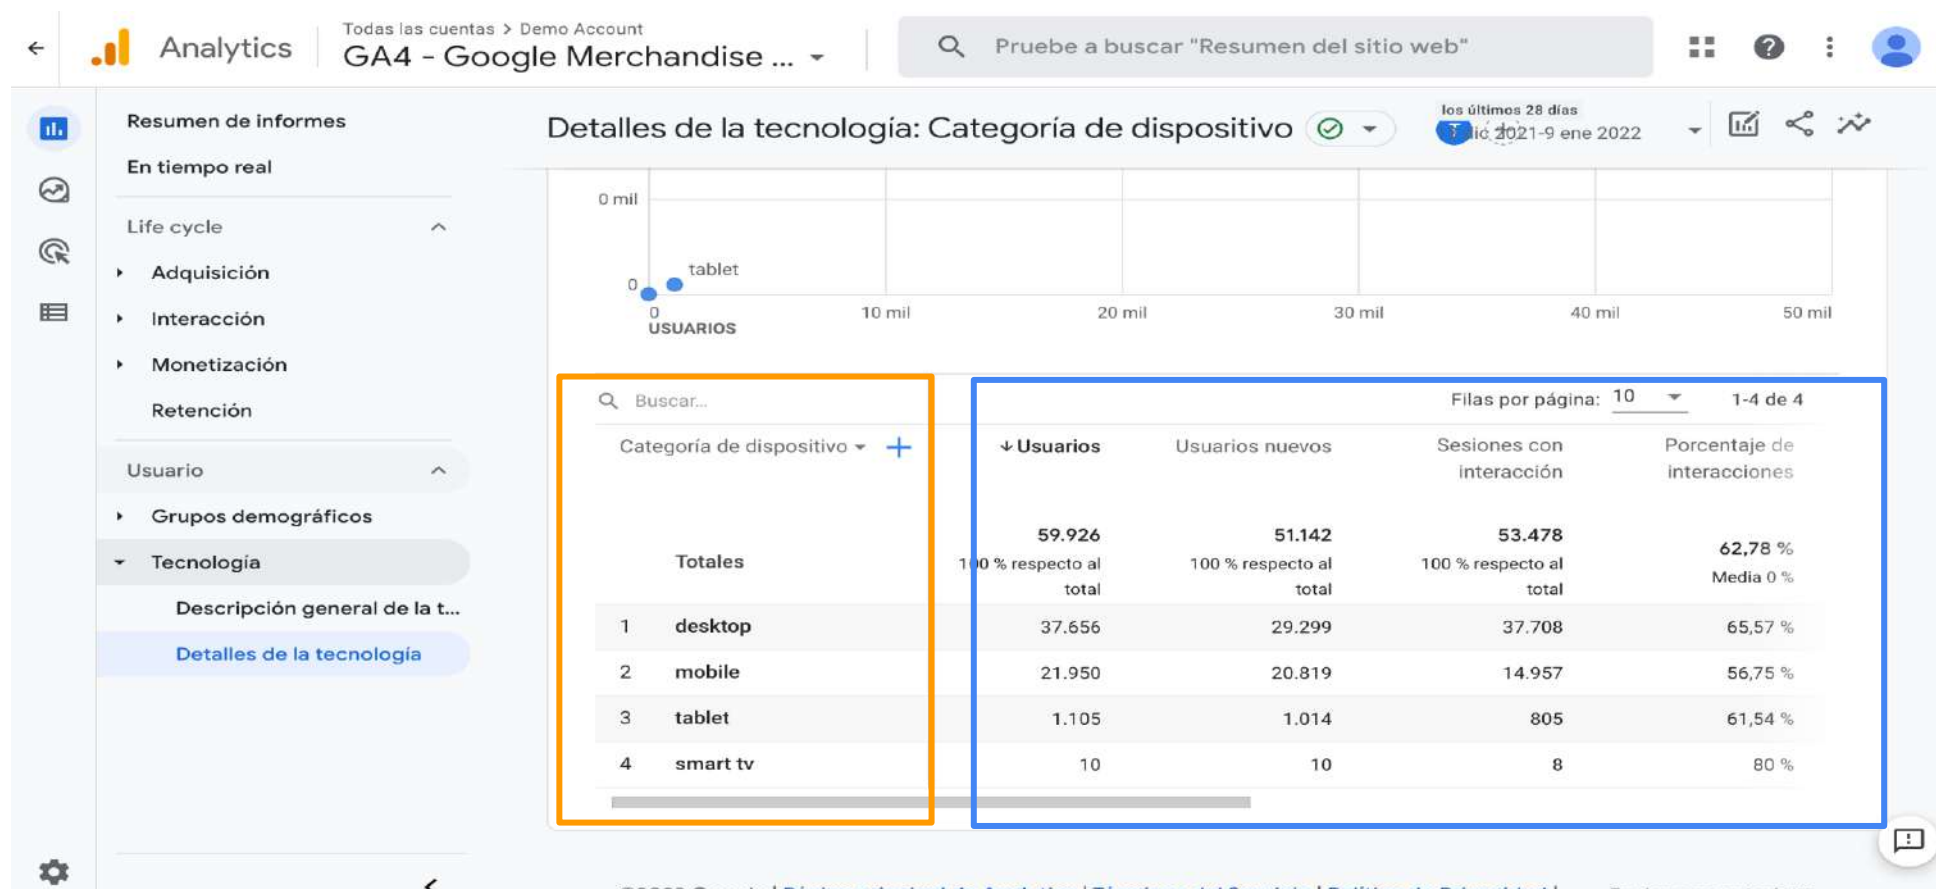 Analytics
Todas las cuentas > Demo Account
GA4 - Google Merchandise ...
Pruebe a buscar "Resumen del sitio web"
Resumen de informes
En tiempo real
Life cycle
Adquisición
Interacción
Monetización
Retención
Usuario
Grupos demográficos
Tecnología
Descripción general de la t...
Detalles de la tecnología
Detalles de la tecnología: Categoría de dispositivo
los últimos 28 días
dic 2021-9 ene 2022
0 mil
tablet
0
0 10 mil 20 mil 30 mil 40 mil 50 mil
USUARIOS
Buscar...
Filas por página: 10 1-4 de 4
Categoría de dispositivo + ↓ Usuarios Usuarios nuevos Sesiones con interacción Porcentaje de interacciones
Totales 59.926 51.142 53.478 62,78 %
100 % respecto al total 100 % respecto al total 100 % respecto al total Media 0 %
1 desktop 37.656 29.299 37.708 65,57 %
2 mobile 21.950 20.819 14.957 56,75 %
3 tablet 1.105 1.014 805 61,54 %
4 smart tv 10 10 8 80 %